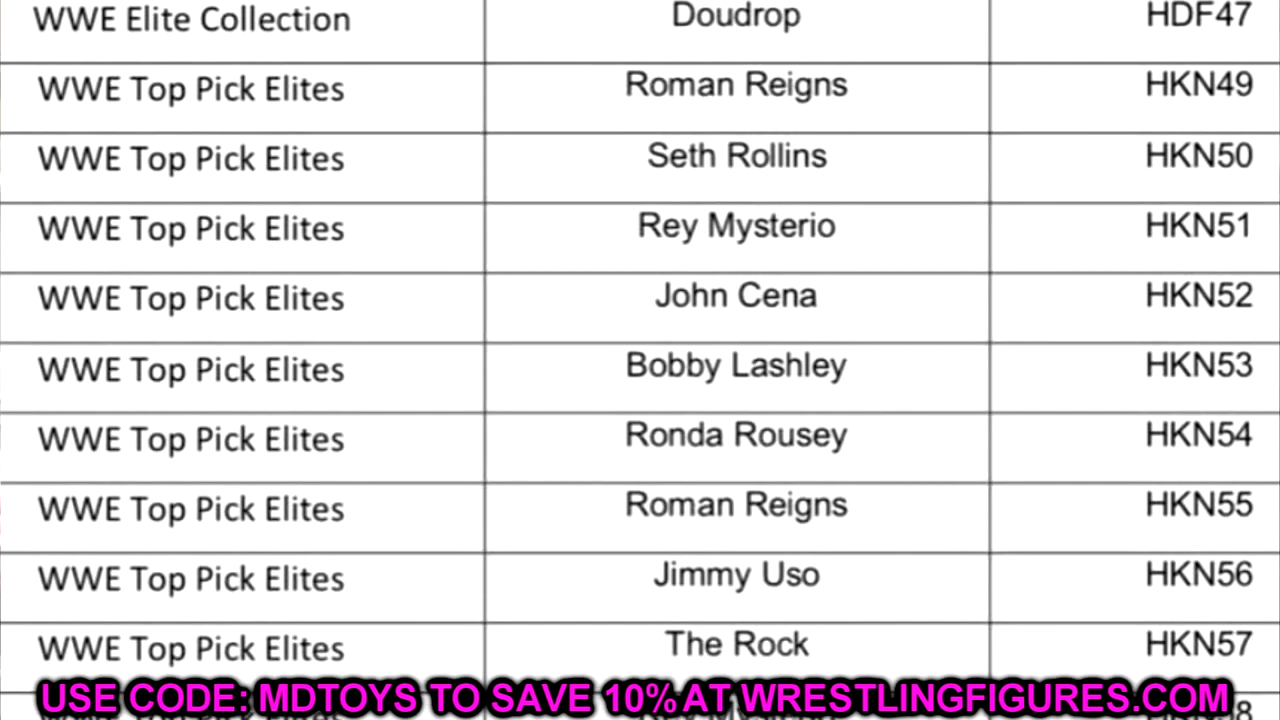 WWE Elite Collection Doudrop HDF47
WWE Top Pick Elites Roman Reigns HKN49
WWE Top Pick Elites Seth Rollins HKN50
WWE Top Pick Elites Rey Mysterio HKN51
WWE Top Pick Elites John Cena HKN52
WWE Top Pick Elites Bobby Lashley HKN53
WWE Top Pick Elites Ronda Rousey HKN54
WWE Top Pick Elites Roman Reigns HKN55
WWE Top Pick Elites Jimmy Uso HKN56
WWE Top Pick Elites The Rock HKN57
USE CODE: MDTOYS TO SAVE 10% AT WRESTLINGFIGURES.COM